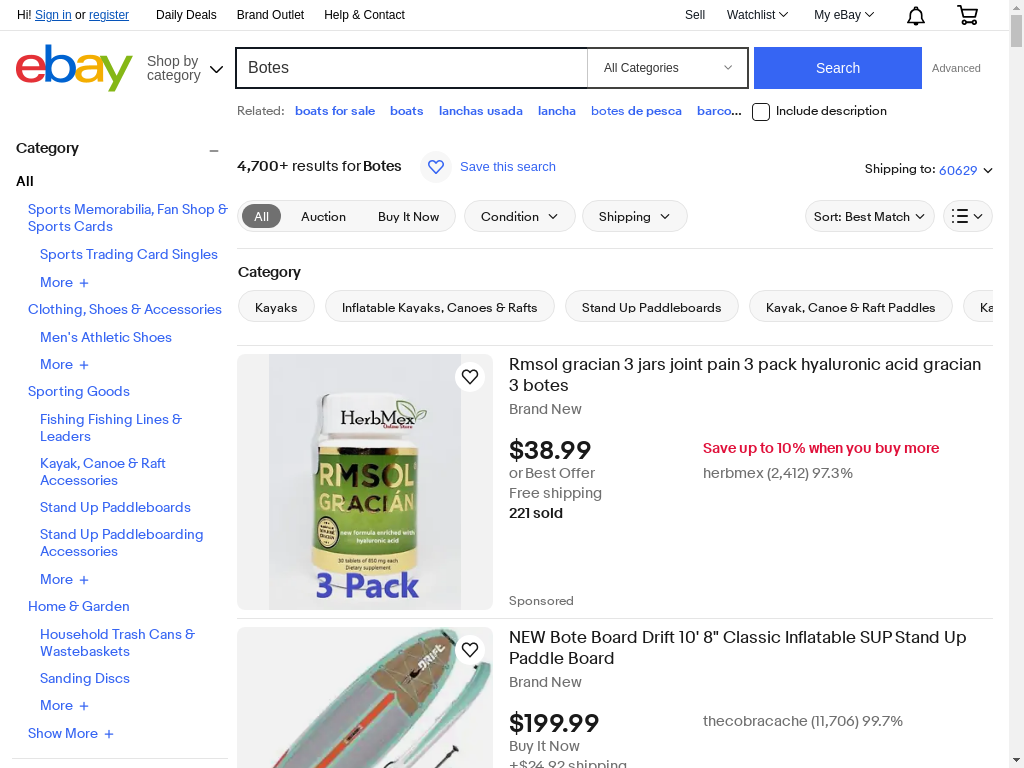 Hi! Sign in or register
Daily Deals
Brand Outlet
Help & Contact
Sell
Watchlist
My eBay
ebay
Shop by category
Botes
All Categories
Search
Advanced
Related: boats for sale boats lanchas usada lancha botes de pesca barco...
Include description
Category
All
Sports Memorabilia, Fan Shop & Sports Cards
Sports Trading Card Singles
More +
Clothing, Shoes & Accessories
Men's Athletic Shoes
More +
Sporting Goods
Fishing Fishing Lines & Leaders
Kayak, Canoe & Raft Accessories
Stand Up Paddleboards
Stand Up Paddleboarding Accessories
More +
Home & Garden
Household Trash Cans & Wastebaskets
Sanding Discs
More +
Show More +
4,700+ results for Botes
Save this search
Shipping to: 60629
All
Auction
Buy It Now
Condition
Shipping
Sort: Best Match
Category
Kayaks
Inflatable Kayaks, Canoes & Rafts
Stand Up Paddleboards
Kayak, Canoe & Raft Paddles
Ka
HerbMex
Online Store
RMSOL
GRACIÁN
new formula enriched with
hyaluronic acid
30 tablets of 850 mg each
Dietary supplement
3 Pack
Rmsol gracian 3 jars joint pain 3 pack hyaluronic acid gracian
3 botes
Brand New
$38.99
or Best Offer
Free shipping
221 sold
Save up to 10% when you buy more
herbmex (2,412) 97.3%
Sponsored
DRIFT
NEW Bote Board Drift 10' 8" Classic Inflatable SUP Stand Up
Paddle Board
Brand New
$199.99
Buy It Now
+$24.92 shipping
thecobracache (11,706) 99.7%